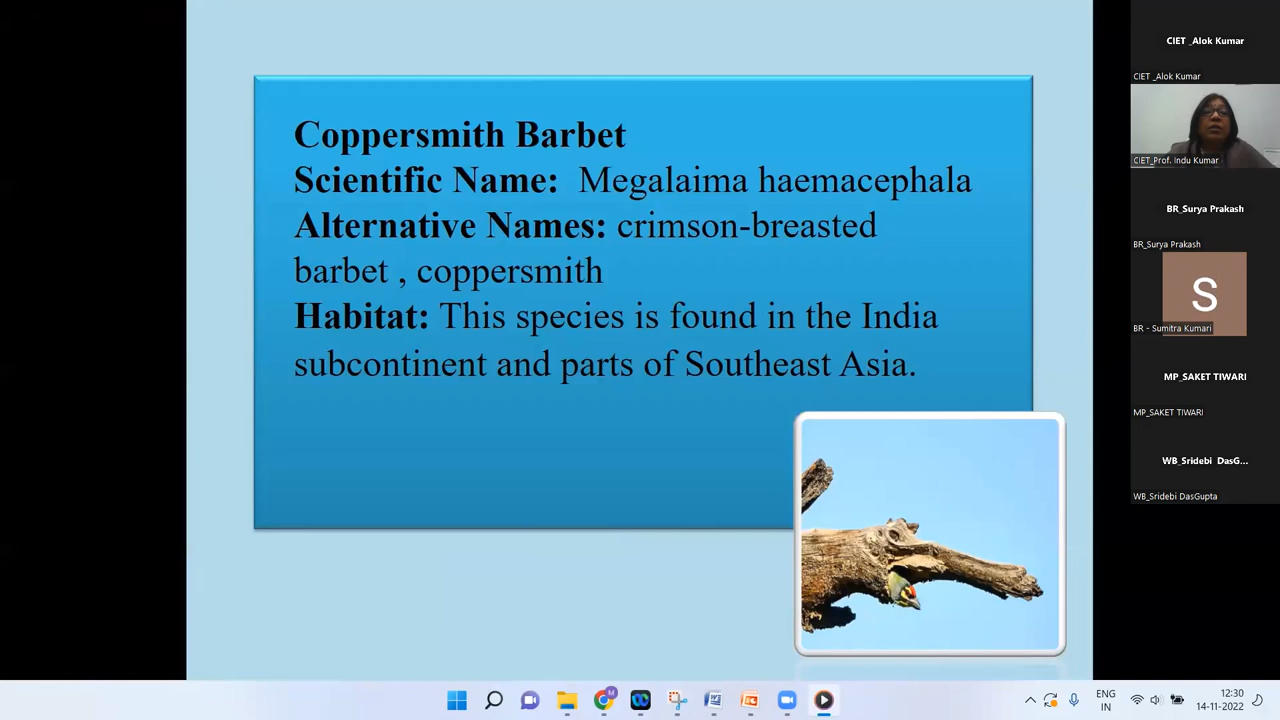 Coppersmith Barbet
Scientific Name: Megalaima haemacephala
Alternative Names: crimson-breasted
barbet , coppersmith
Habitat: This species is found in the India
subcontinent and parts of Southeast Asia.
CIET _Alok Kumar
CIET _Alok Kumar
CIET_Prof. Indu Kumar
BR_Surya Prakash
BR_Surya Prakash
S
BR - Sumitra Kumari
MP_SAKET TIWARI
MP_SAKET TIWARI
WB_Sridebi DasG...
WB_Sridebi DasGupta
ENG
IN
12:30
14-11-2022